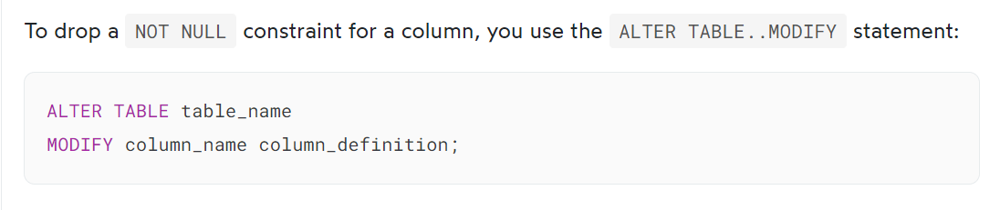 To drop a NOT NULL constraint for a column, you use the ALTER TABLE..MODIFY statement:
ALTER TABLE table_name
MODIFY column_name column_definition;